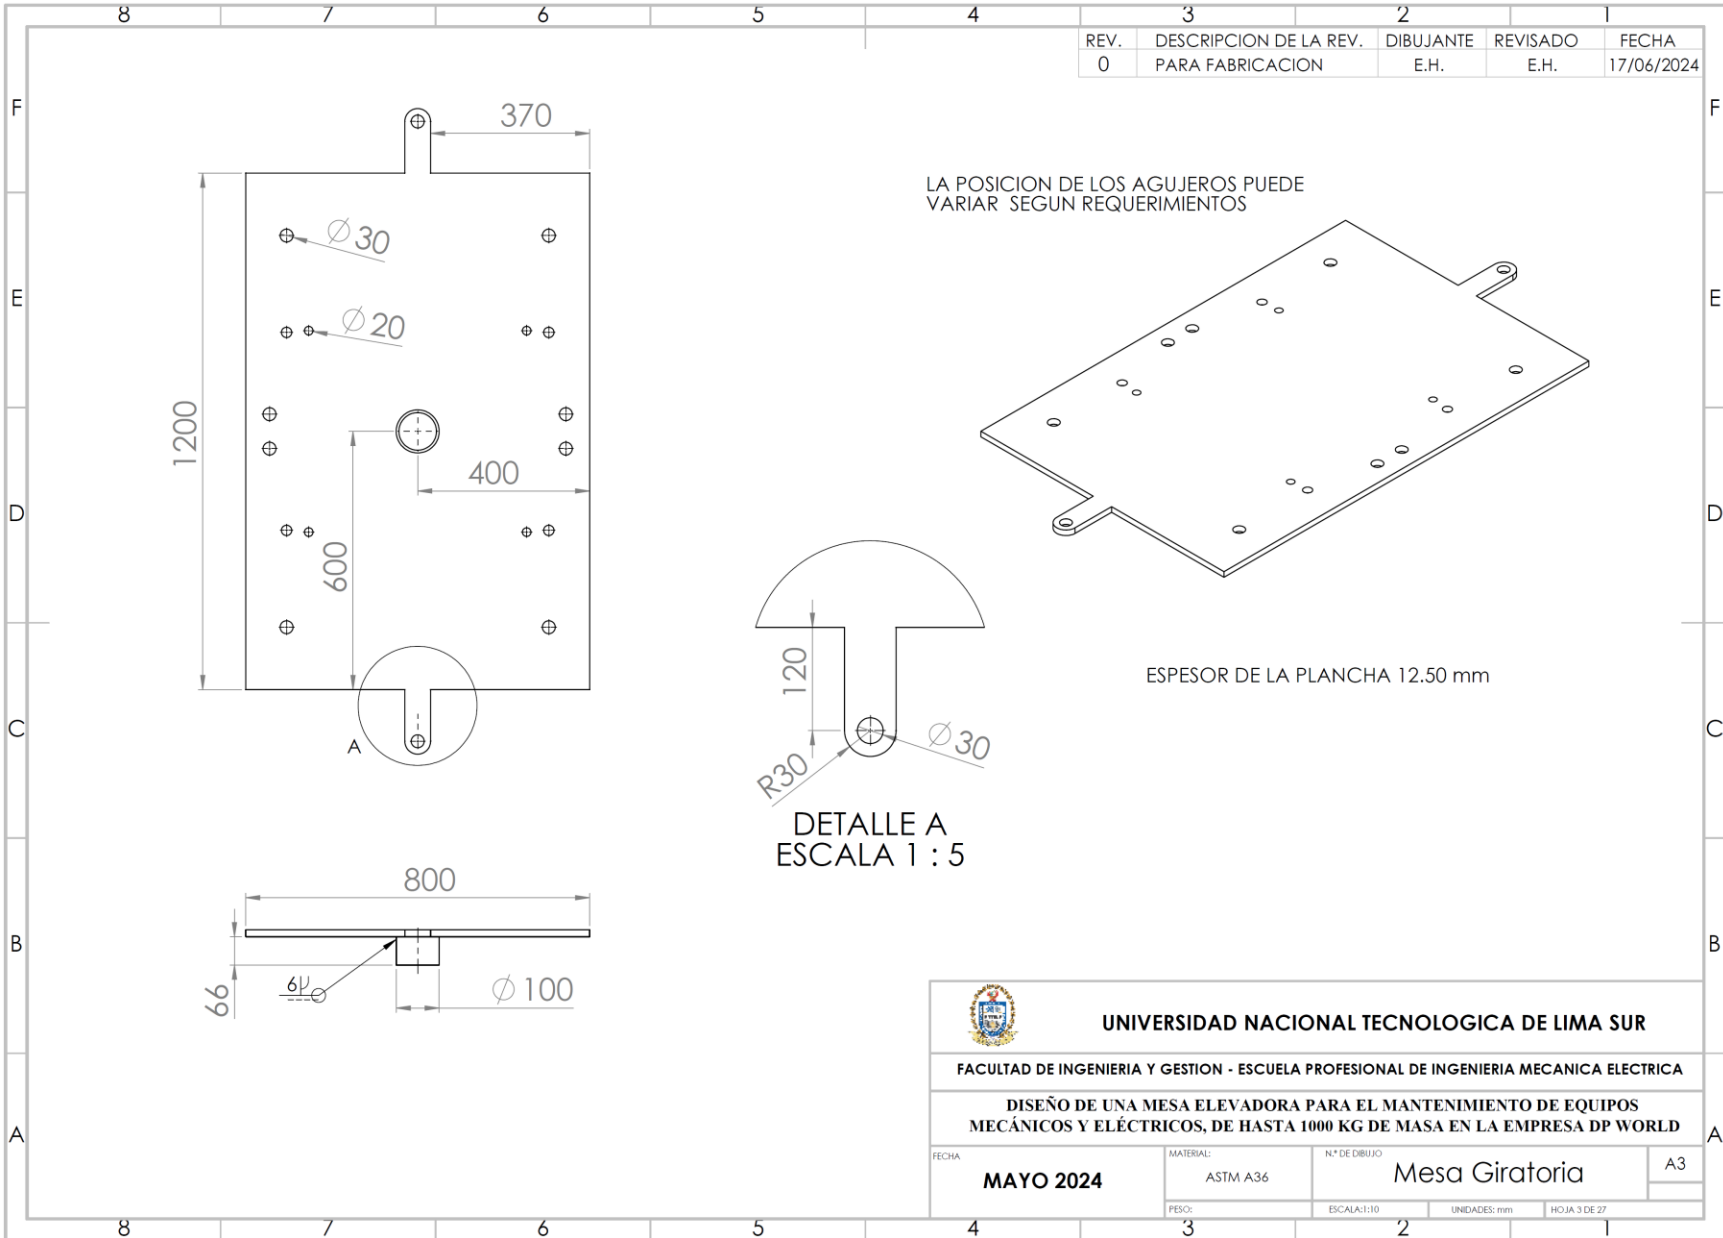 8 7 6 5 4 3 2 1
REV. DESCRIPCION DE LA REV. DIBUJANTE REVISADO FECHA
0 PARA FABRICACION E.H. E.H. 17/06/2024
F F
370
LA POSICION DE LOS AGUJEROS PUEDE
VARIAR SEGUN REQUERIMIENTOS
∅ 30
E E
∅ 20
1200
400
D D
600
120
ESPESOR DE LA PLANCHA 12.50 mm
C C
A
∅ 30
R30
DETALLE A
ESCALA 1 : 5
800
B B
66
6
∅ 100
UNIVERSIDAD NACIONAL TECNOLOGICA DE LIMA SUR
FACULTAD DE INGENIERIA Y GESTION - ESCUELA PROFESIONAL DE INGENIERIA MECANICA ELECTRICA
DISEÑO DE UNA MESA ELEVADORA PARA EL MANTENIMIENTO DE EQUIPOS
MECÁNICOS Y ELÉCTRICOS, DE HASTA 1000 KG DE MASA EN LA EMPRESA DP WORLD
A A
FECHA
MAYO 2024
MATERIAL:
ASTM A36
N.º DE DIBUJO
Mesa Giratoria
A3
PESO:
ESCALA:1:10
UNIDADES: mm
HOJA 3 DE 27
8 7 6 5 4 3 2 1